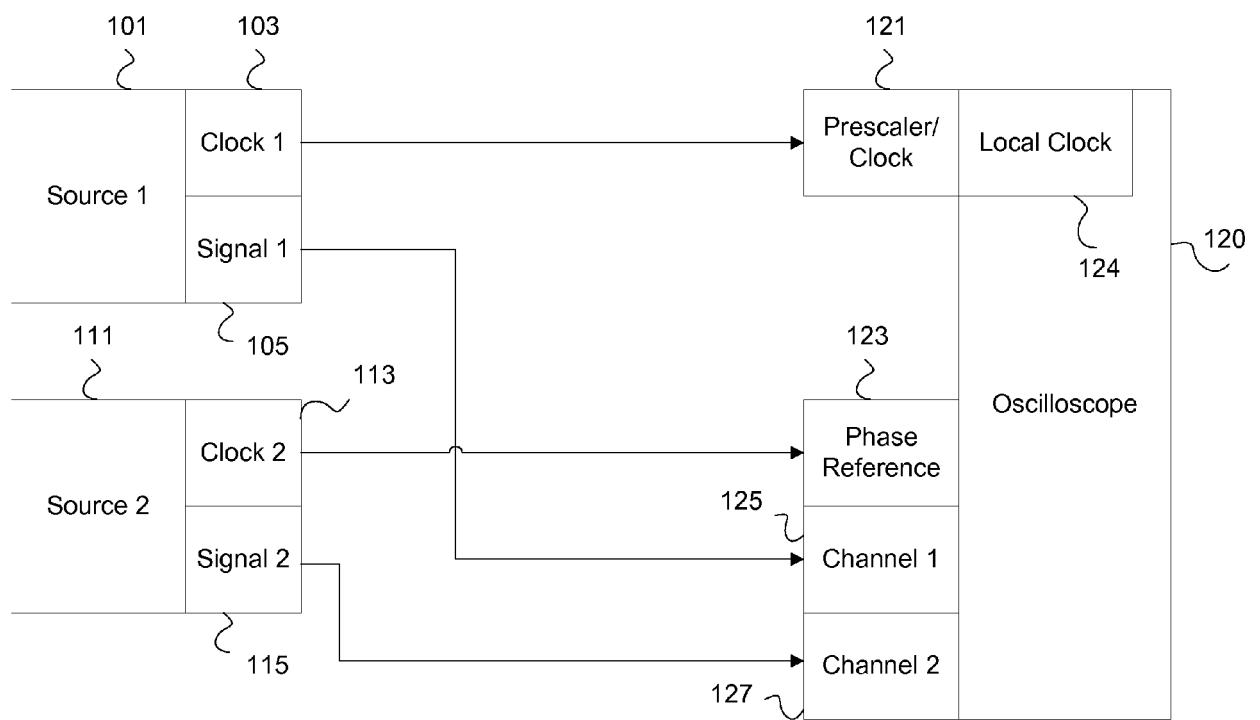 101
103
121
Clock 1
Prescaler/
Clock
Local Clock
Source 1
Signal 1
120
124
105
111
123
113
Oscilloscope
Clock 2
Phase
Reference
125
Source 2
Signal 2
Channel 1
115
Channel 2
127